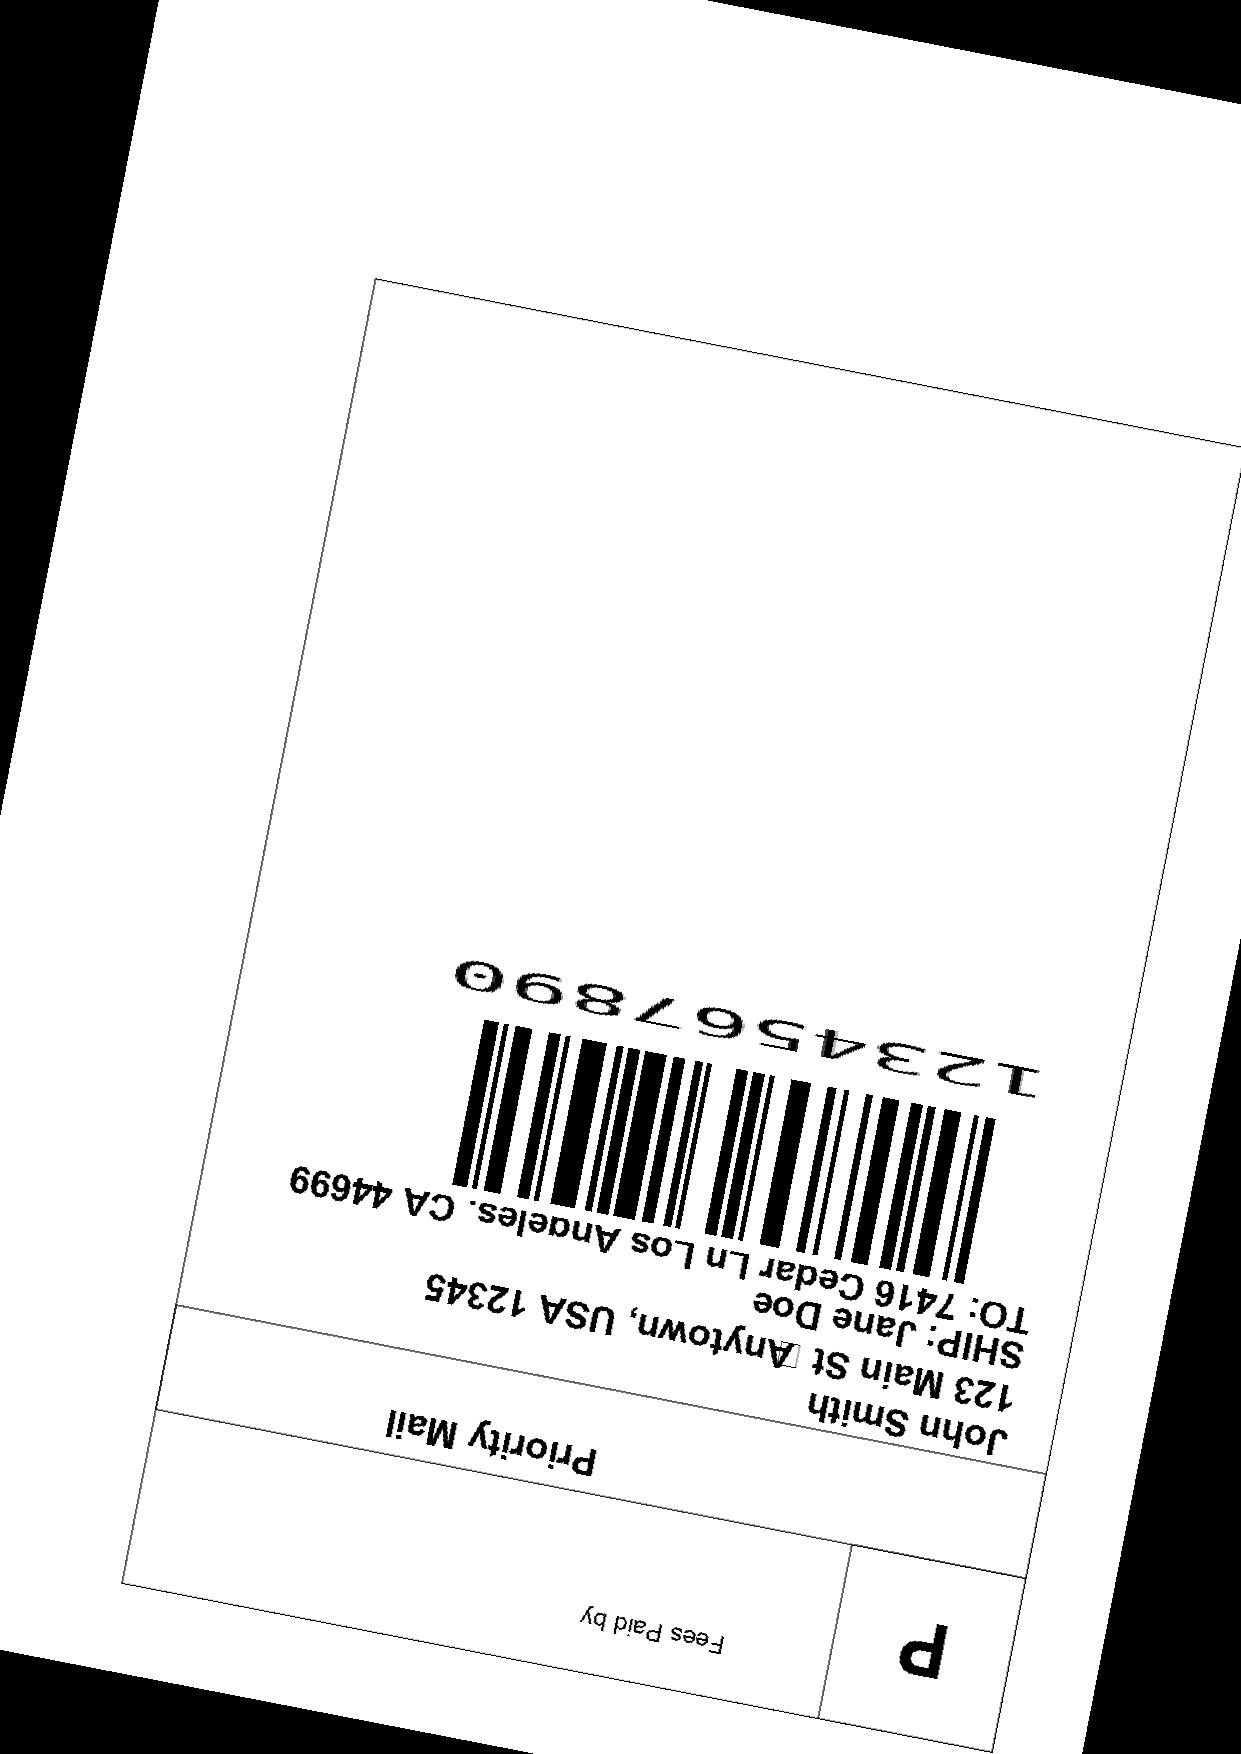 P
Fees Paid by
Priority Mail
John Smith
123 Main St Anytown, USA 12345
SHIP: Jane Doe
TO: 7416 Cedar Ln Los Angeles, CA 44699
1234567890